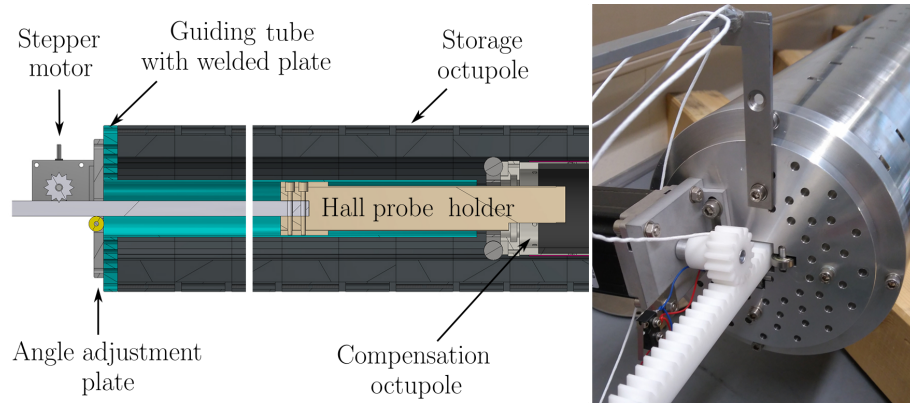 Stepper
motor
Guiding tube
with welded plate
Storage
octupole
Hall probe holder
Angle adjustment
plate
Compensation
octupole